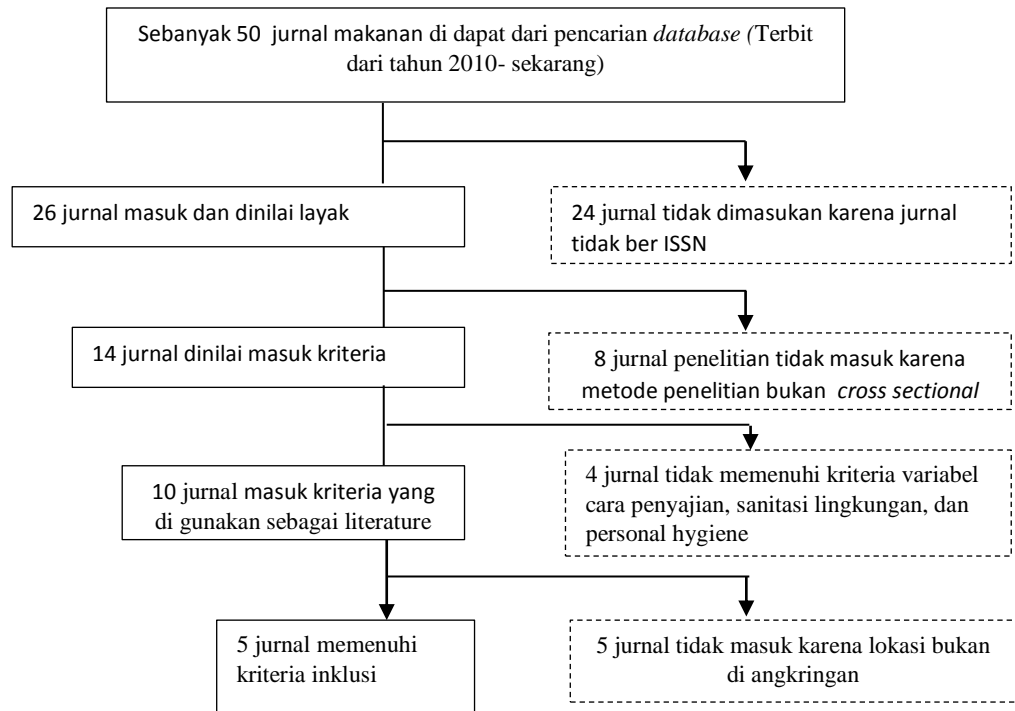 Sebanyak 50 jurnal makanan di dapat dari pencarian database (Terbit
dari tahun 2010- sekarang)
26 jurnal masuk dan dinilai layak
24 jurnal tidak dimasukan karena jurnal
tidak ber ISSN
14 jurnal dinilai masuk kriteria
8 jurnal penelitian tidak masuk karena
metode penelitian bukan cross sectional
10 jurnal masuk kriteria yang
di gunakan sebagai literature
4 jurnal tidak memenuhi kriteria variabel
cara penyajian, sanitasi lingkungan, dan
personal hygiene
5 jurnal memenuhi
kriteria inklusi
5 jurnal tidak masuk karena lokasi bukan
di angkringan